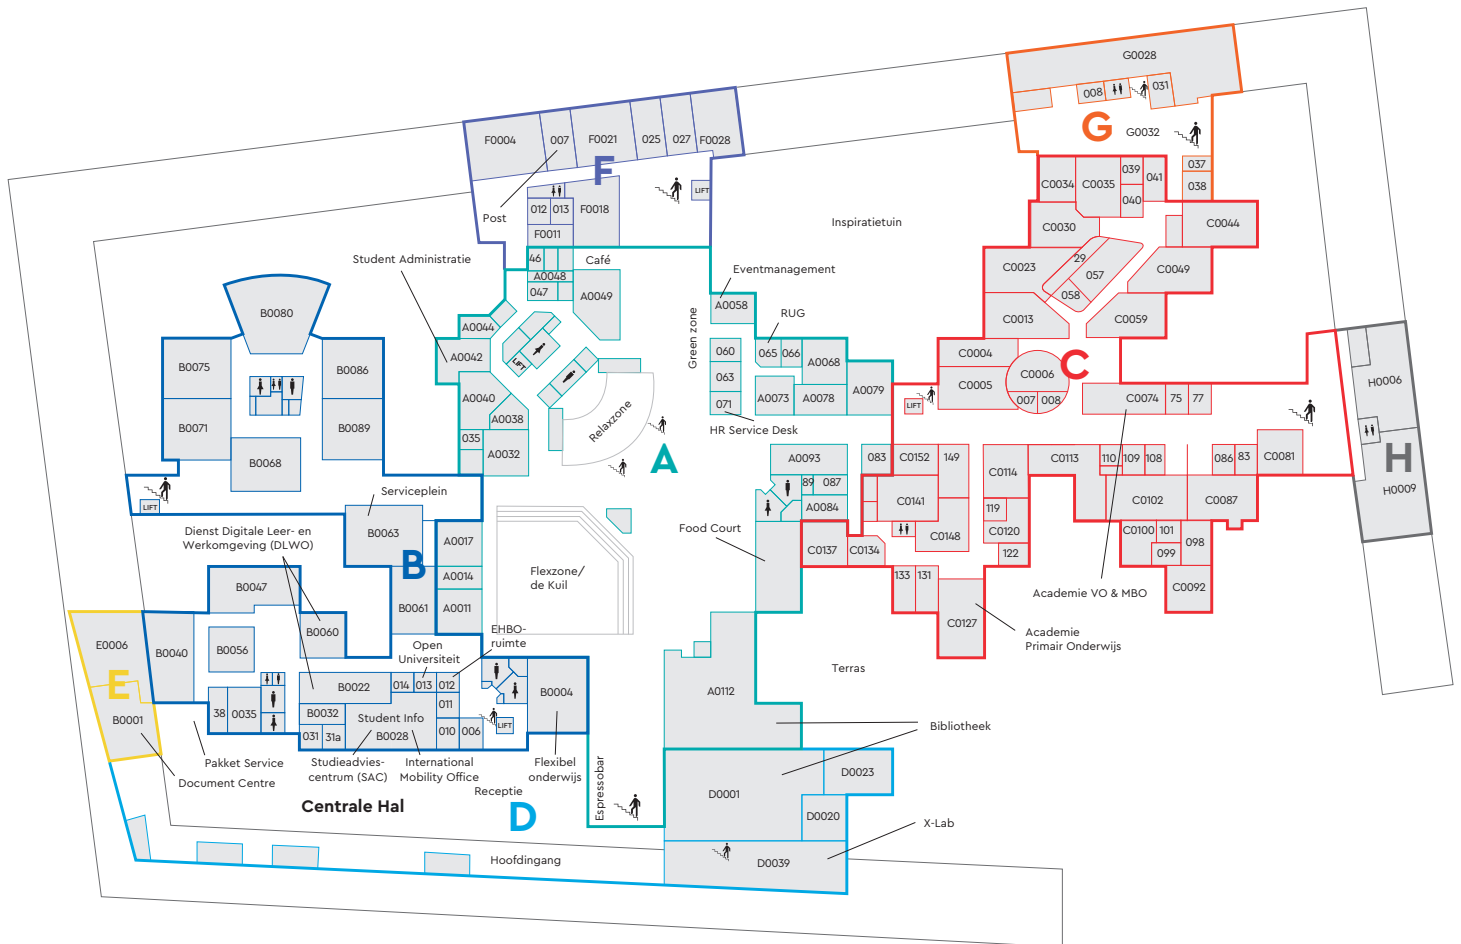 G0028
008
031
G
G0032
037
038
F0004
007
F0021
025
027
F0028
F
LIFT
Post
012
013
F0018
F0011
Inspiratietuin
C0034
C0035
039
040
041
C0030
C0044
C0023
29
057
058
C0049
C0013
C0059
Student Administratie
46
A0048
047
Café
A0049
Eventmanagement
A0058
RUG
Green zone
A0044
A0042
LIFT
A0040
A0038
035
A0032
Relaxzone
A
060
063
071
065
066
A0068
A0073
A0078
A0079
HR Service Desk
B0080
B0075
B0086
B0071
B0089
B0068
LIFT
C0004
C0005
C0006
007
008
C
LIFT
C0074
75
77
H0006
H
H0009
A0093
89
087
A0084
083
C0152
149
C0141
C0148
C0114
119
C0120
122
C0113
110
109
108
086
83
C0081
C0102
C0087
C0100
101
099
098
C0092
C0137
C0134
133
131
C0127
Academie VO & MBO
Academie
Primair Onderwijs
Serviceplein
Dienst Digitale Leer- en
Werkomgeving (DLWO)
B0063
B
A0017
A0014
A0011
B0061
Flexzone/
de Kuil
Food Court
B0047
B0060
B0056
B0040
E0006
E
B0001
38
0035
Open
Universiteit
EHBO-
ruimte
B0022
014
013
012
011
010
006
B0032
031
31a
Student Info
B0028
LIFT
B0004
Pakket Service
Document Centre
Studieadvies-
centrum (SAC)
International
Mobility Office
Flexibel
onderwijs
Receptie
Centrale Hal
D
Espressobar
Hoofdingang
Terras
A0112
Bibliotheek
D0001
D0023
D0020
X-Lab
D0039